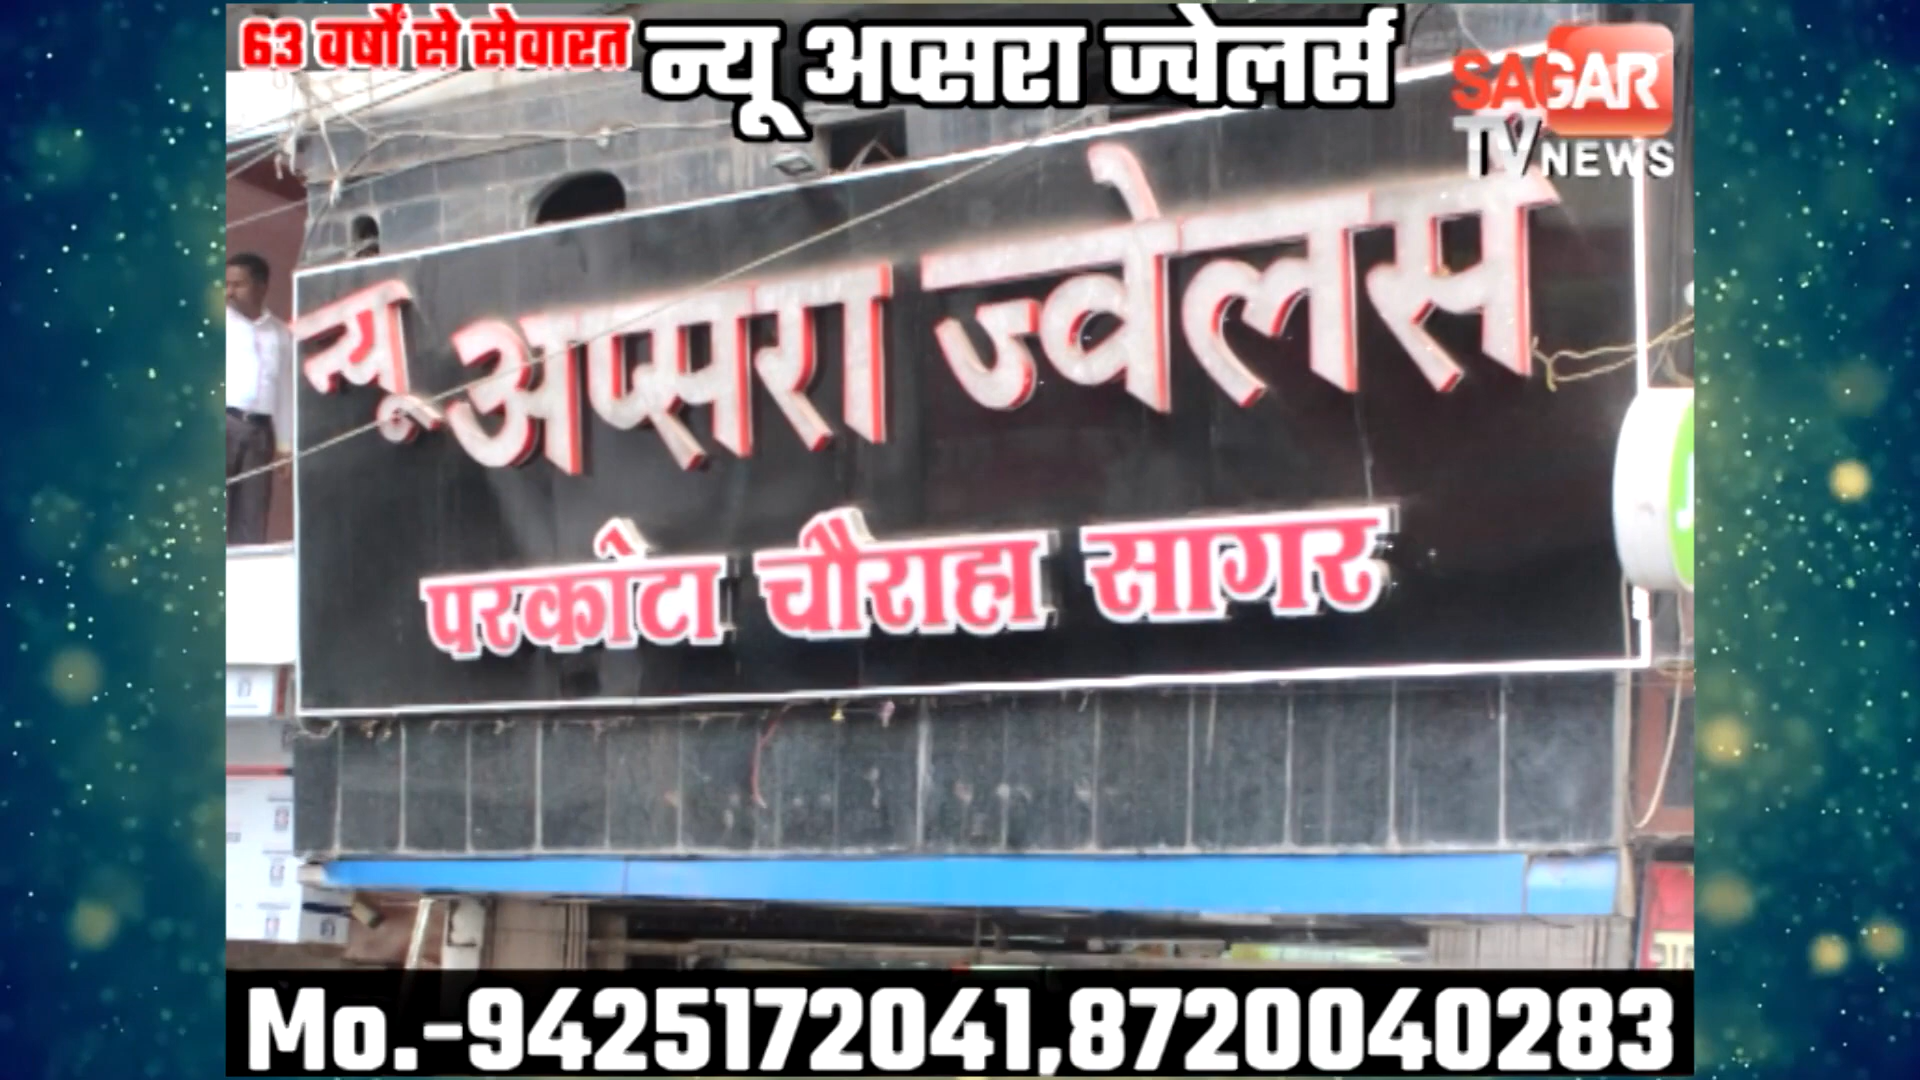 63 वर्षों से सेवारत न्यू अप्सरा ज्वेलर्स
SAGAR
TV NEWS
न्यू अप्सरा ज्वेलर्स
परकोटा चौराहा सागर
Mo.-9425172041,8720040283